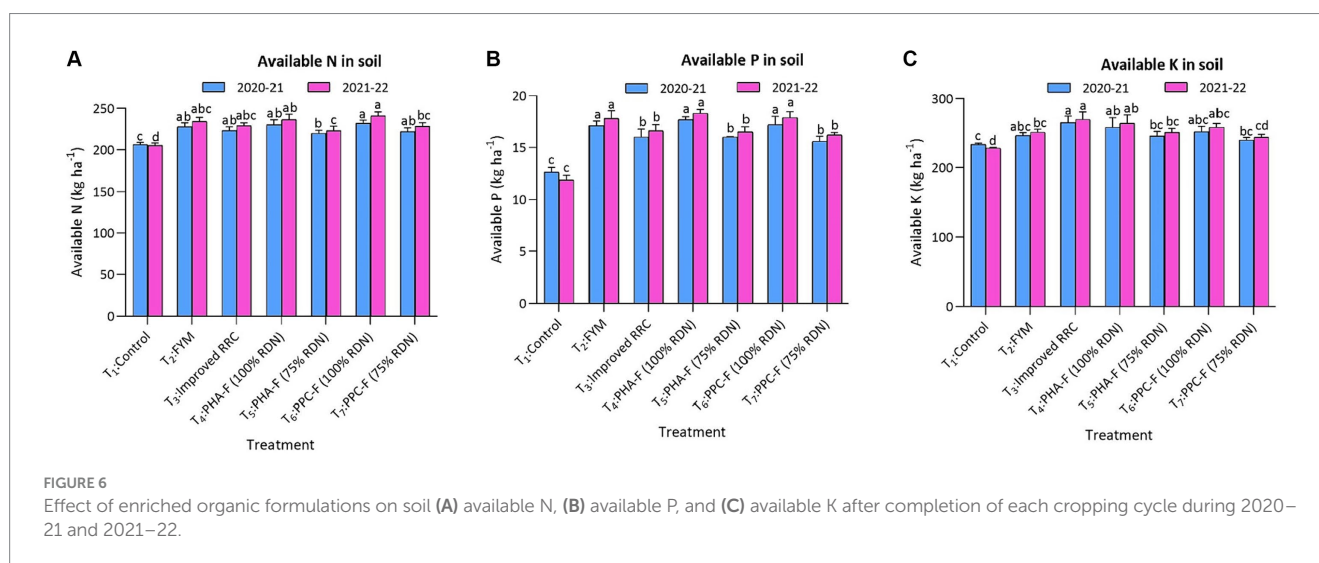 A
Available N in soil
2020-21
2021-22
Available N (kg ha⁻¹)
250
200
150
100
50
0
c d
ab abc
ab abc
ab ab
b c
a a
ab bc
T₁:Control
T₂:FYM
T₃:Improved RRC
T₄:PHA-F (100% RDN)
T₅:PHA-F (75% RDN)
T₆:PPC-F (100% RDN)
T₇:PPC-F (75% RDN)
Treatment
B
Available P in soil
2020-21
2021-22
Available P (kg ha⁻¹)
20
15
10
5
0
c c
a a
b b
a a
b b
a a
b b
T₁:Control
T₂:FYM
T₃:Improved RRC
T₄:PHA-F (100% RDN)
T₅:PHA-F (75% RDN)
T₆:PPC-F (100% RDN)
T₇:PPC-F (75% RDN)
Treatment
C
Available K in soil
2020-21
2021-22
Available K (kg ha⁻¹)
300
200
100
0
c d
abc bc
a a
ab ab
bc bc
abc abc
bc cd
T₁:Control
T₂:FYM
T₃:Improved RRC
T₄:PHA-F (100% RDN)
T₅:PHA-F (75% RDN)
T₆:PPC-F (100% RDN)
T₇:PPC-F (75% RDN)
Treatment
FIGURE 6
Effect of enriched organic formulations on soil (A) available N, (B) available P, and (C) available K after completion of each cropping cycle during 2020–
21 and 2021–22.